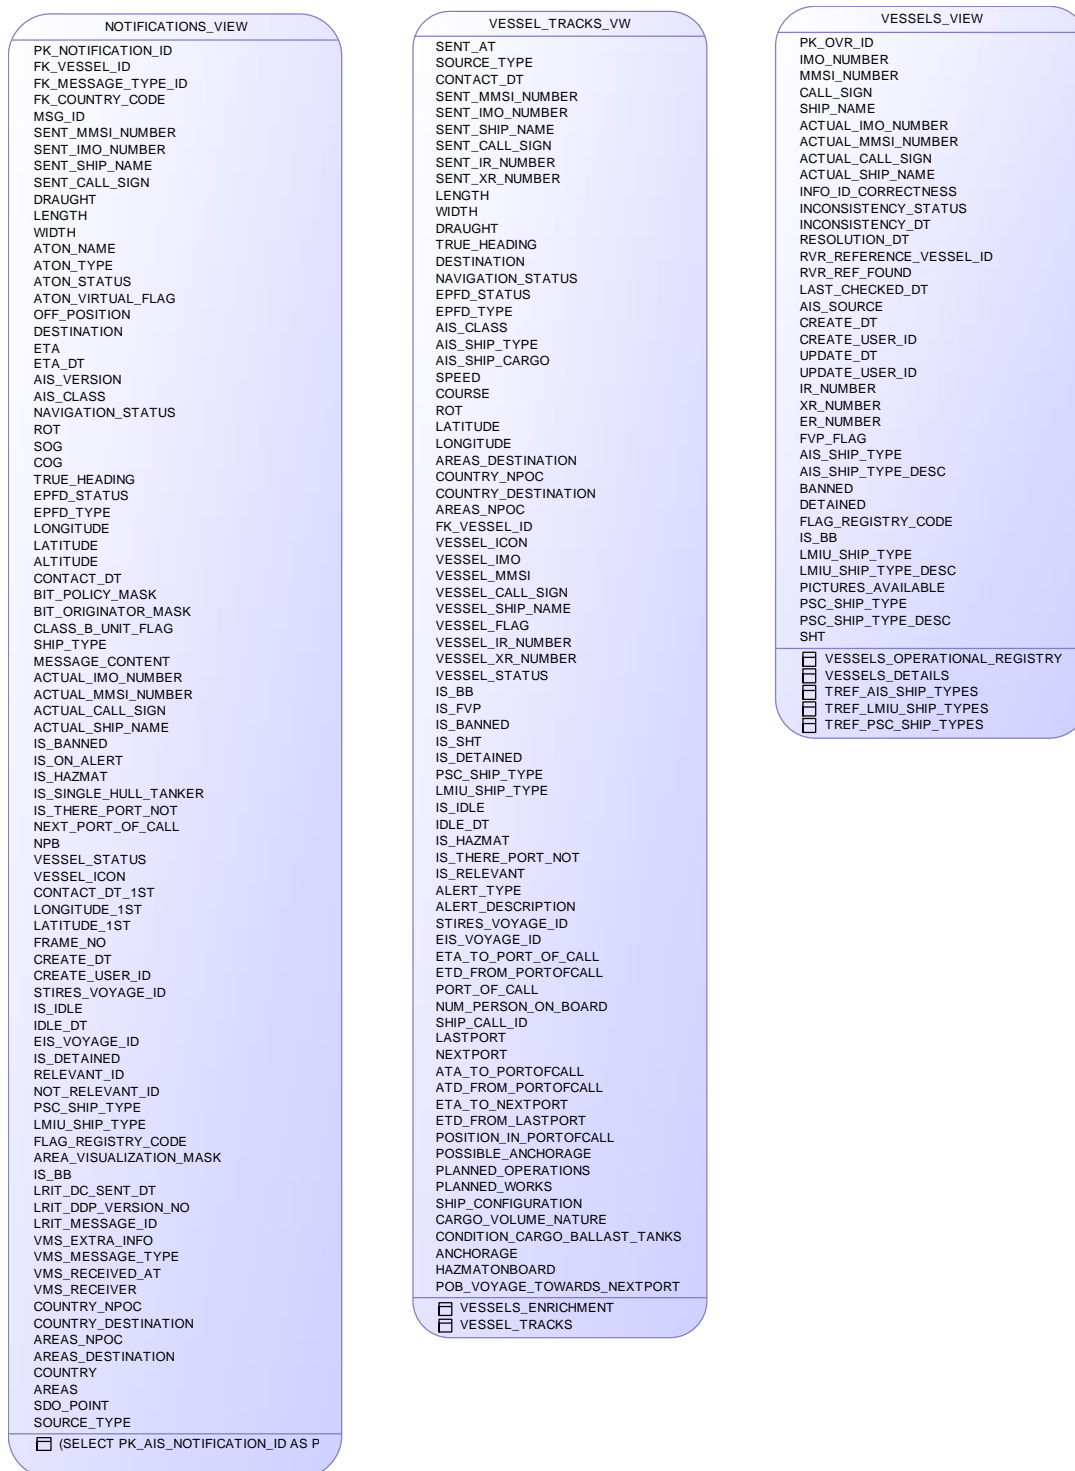 NOTIFICATIONS_VIEW
PK_NOTIFICATION_ID
FK_VESSEL_ID
FK_MESSAGE_TYPE_ID
FK_COUNTRY_CODE
MSG_ID
SENT_MMSI_NUMBER
SENT_IMO_NUMBER
SENT_SHIP_NAME
SENT_CALL_SIGN
DRAUGHT
LENGTH
WIDTH
ATON_NAME
ATON_TYPE
ATON_STATUS
ATON_VIRTUAL_FLAG
OFF_POSITION
DESTINATION
ETA
ETA_DT
AIS_VERSION
AIS_CLASS
NAVIGATION_STATUS
ROT
SOG
COG
TRUE_HEADING
EPFD_STATUS
EPFD_TYPE
LONGITUDE
LATITUDE
ALTITUDE
CONTACT_DT
BIT_POLICY_MASK
BIT_ORIGINATOR_MASK
CLASS_B_UNIT_FLAG
SHIP_TYPE
MESSAGE_CONTENT
ACTUAL_IMO_NUMBER
ACTUAL_MMSI_NUMBER
ACTUAL_CALL_SIGN
ACTUAL_SHIP_NAME
IS_BANNED
IS_ON_ALERT
IS_HAZMAT
IS_SINGLE_HULL_TANKER
IS_THERE_PORT_NOT
NEXT_PORT_OF_CALL
NPB
VESSEL_STATUS
VESSEL_ICON
CONTACT_DT_1ST
LONGITUDE_1ST
LATITUDE_1ST
FRAME_NO
CREATE_DT
CREATE_USER_ID
STIRES_VOYAGE_ID
IS_IDLE
IDLE_DT
EIS_VOYAGE_ID
IS_DETAINED
RELEVANT_ID
NOT_RELEVANT_ID
PSC_SHIP_TYPE
LMIU_SHIP_TYPE
FLAG_REGISTRY_CODE
AREA_VISUALIZATION_MASK
IS_BB
LRIT_DC_SENT_DT
LRIT_DDP_VERSION_NO
LRIT_MESSAGE_ID
VMS_EXTRA_INFO
VMS_MESSAGE_TYPE
VMS_RECEIVED_AT
VMS_RECEIVER
COUNTRY_NPOC
COUNTRY_DESTINATION
AREAS_NPOC
AREAS_DESTINATION
COUNTRY
AREAS
SDO_POINT
SOURCE_TYPE
(SELECT PK_AIS_NOTIFICATION_ID AS P
VESSEL_TRACKS_VW
SENT_AT
SOURCE_TYPE
CONTACT_DT
SENT_MMSI_NUMBER
SENT_IMO_NUMBER
SENT_SHIP_NAME
SENT_CALL_SIGN
SENT_IR_NUMBER
SENT_XR_NUMBER
LENGTH
WIDTH
DRAUGHT
TRUE_HEADING
DESTINATION
NAVIGATION_STATUS
EPFD_STATUS
EPFD_TYPE
AIS_CLASS
AIS_SHIP_TYPE
AIS_SHIP_CARGO
SPEED
COURSE
ROT
LATITUDE
LONGITUDE
AREAS_DESTINATION
COUNTRY_NPOC
COUNTRY_DESTINATION
AREAS_NPOC
FK_VESSEL_ID
VESSEL_ICON
VESSEL_IMO
VESSEL_MMSI
VESSEL_CALL_SIGN
VESSEL_SHIP_NAME
VESSEL_FLAG
VESSEL_IR_NUMBER
VESSEL_XR_NUMBER
VESSEL_STATUS
IS_BB
IS_FVP
IS_BANNED
IS_SHT
IS_DETAINED
PSC_SHIP_TYPE
LMIU_SHIP_TYPE
IS_IDLE
IDLE_DT
IS_HAZMAT
IS_THERE_PORT_NOT
IS_RELEVANT
ALERT_TYPE
ALERT_DESCRIPTION
STIRES_VOYAGE_ID
EIS_VOYAGE_ID
ETA_TO_PORT_OF_CALL
ETD_FROM_PORTOFCALL
PORT_OF_CALL
NUM_PERSON_ON_BOARD
SHIP_CALL_ID
LASTPORT
NEXTPORT
ATA_TO_PORTOFCALL
ATD_FROM_PORTOFCALL
ETA_TO_NEXTPORT
ETD_FROM_LASTPORT
POSITION_IN_PORTOFCALL
POSSIBLE_ANCHORAGE
PLANNED_OPERATIONS
PLANNED_WORKS
SHIP_CONFIGURATION
CARGO_VOLUME_NATURE
CONDITION_CARGO_BALLAST_TANKS
ANCHORAGE
HAZMATONBOARD
POB_VOYAGE_TOWARDS_NEXTPORT
VESSELS_ENRICHMENT
VESSEL_TRACKS
VESSELS_VIEW
PK_OVR_ID
IMO_NUMBER
MMSI_NUMBER
CALL_SIGN
SHIP_NAME
ACTUAL_IMO_NUMBER
ACTUAL_MMSI_NUMBER
ACTUAL_CALL_SIGN
ACTUAL_SHIP_NAME
INFO_ID_CORRECTNESS
INCONSISTENCY_STATUS
INCONSISTENCY_DT
RESOLUTION_DT
RVR_REFERENCE_VESSEL_ID
RVR_REF_FOUND
LAST_CHECKED_DT
AIS_SOURCE
CREATE_DT
CREATE_USER_ID
UPDATE_DT
UPDATE_USER_ID
IR_NUMBER
XR_NUMBER
ER_NUMBER
FVP_FLAG
AIS_SHIP_TYPE
AIS_SHIP_TYPE_DESC
BANNED
DETAINED
FLAG_REGISTRY_CODE
IS_BB
LMIU_SHIP_TYPE
LMIU_SHIP_TYPE_DESC
PICTURES_AVAILABLE
PSC_SHIP_TYPE
PSC_SHIP_TYPE_DESC
SHT
VESSELS_OPERATIONAL_REGISTRY
VESSELS_DETAILS
TREF_AIS_SHIP_TYPES
TREF_LMIU_SHIP_TYPES
TREF_PSC_SHIP_TYPES